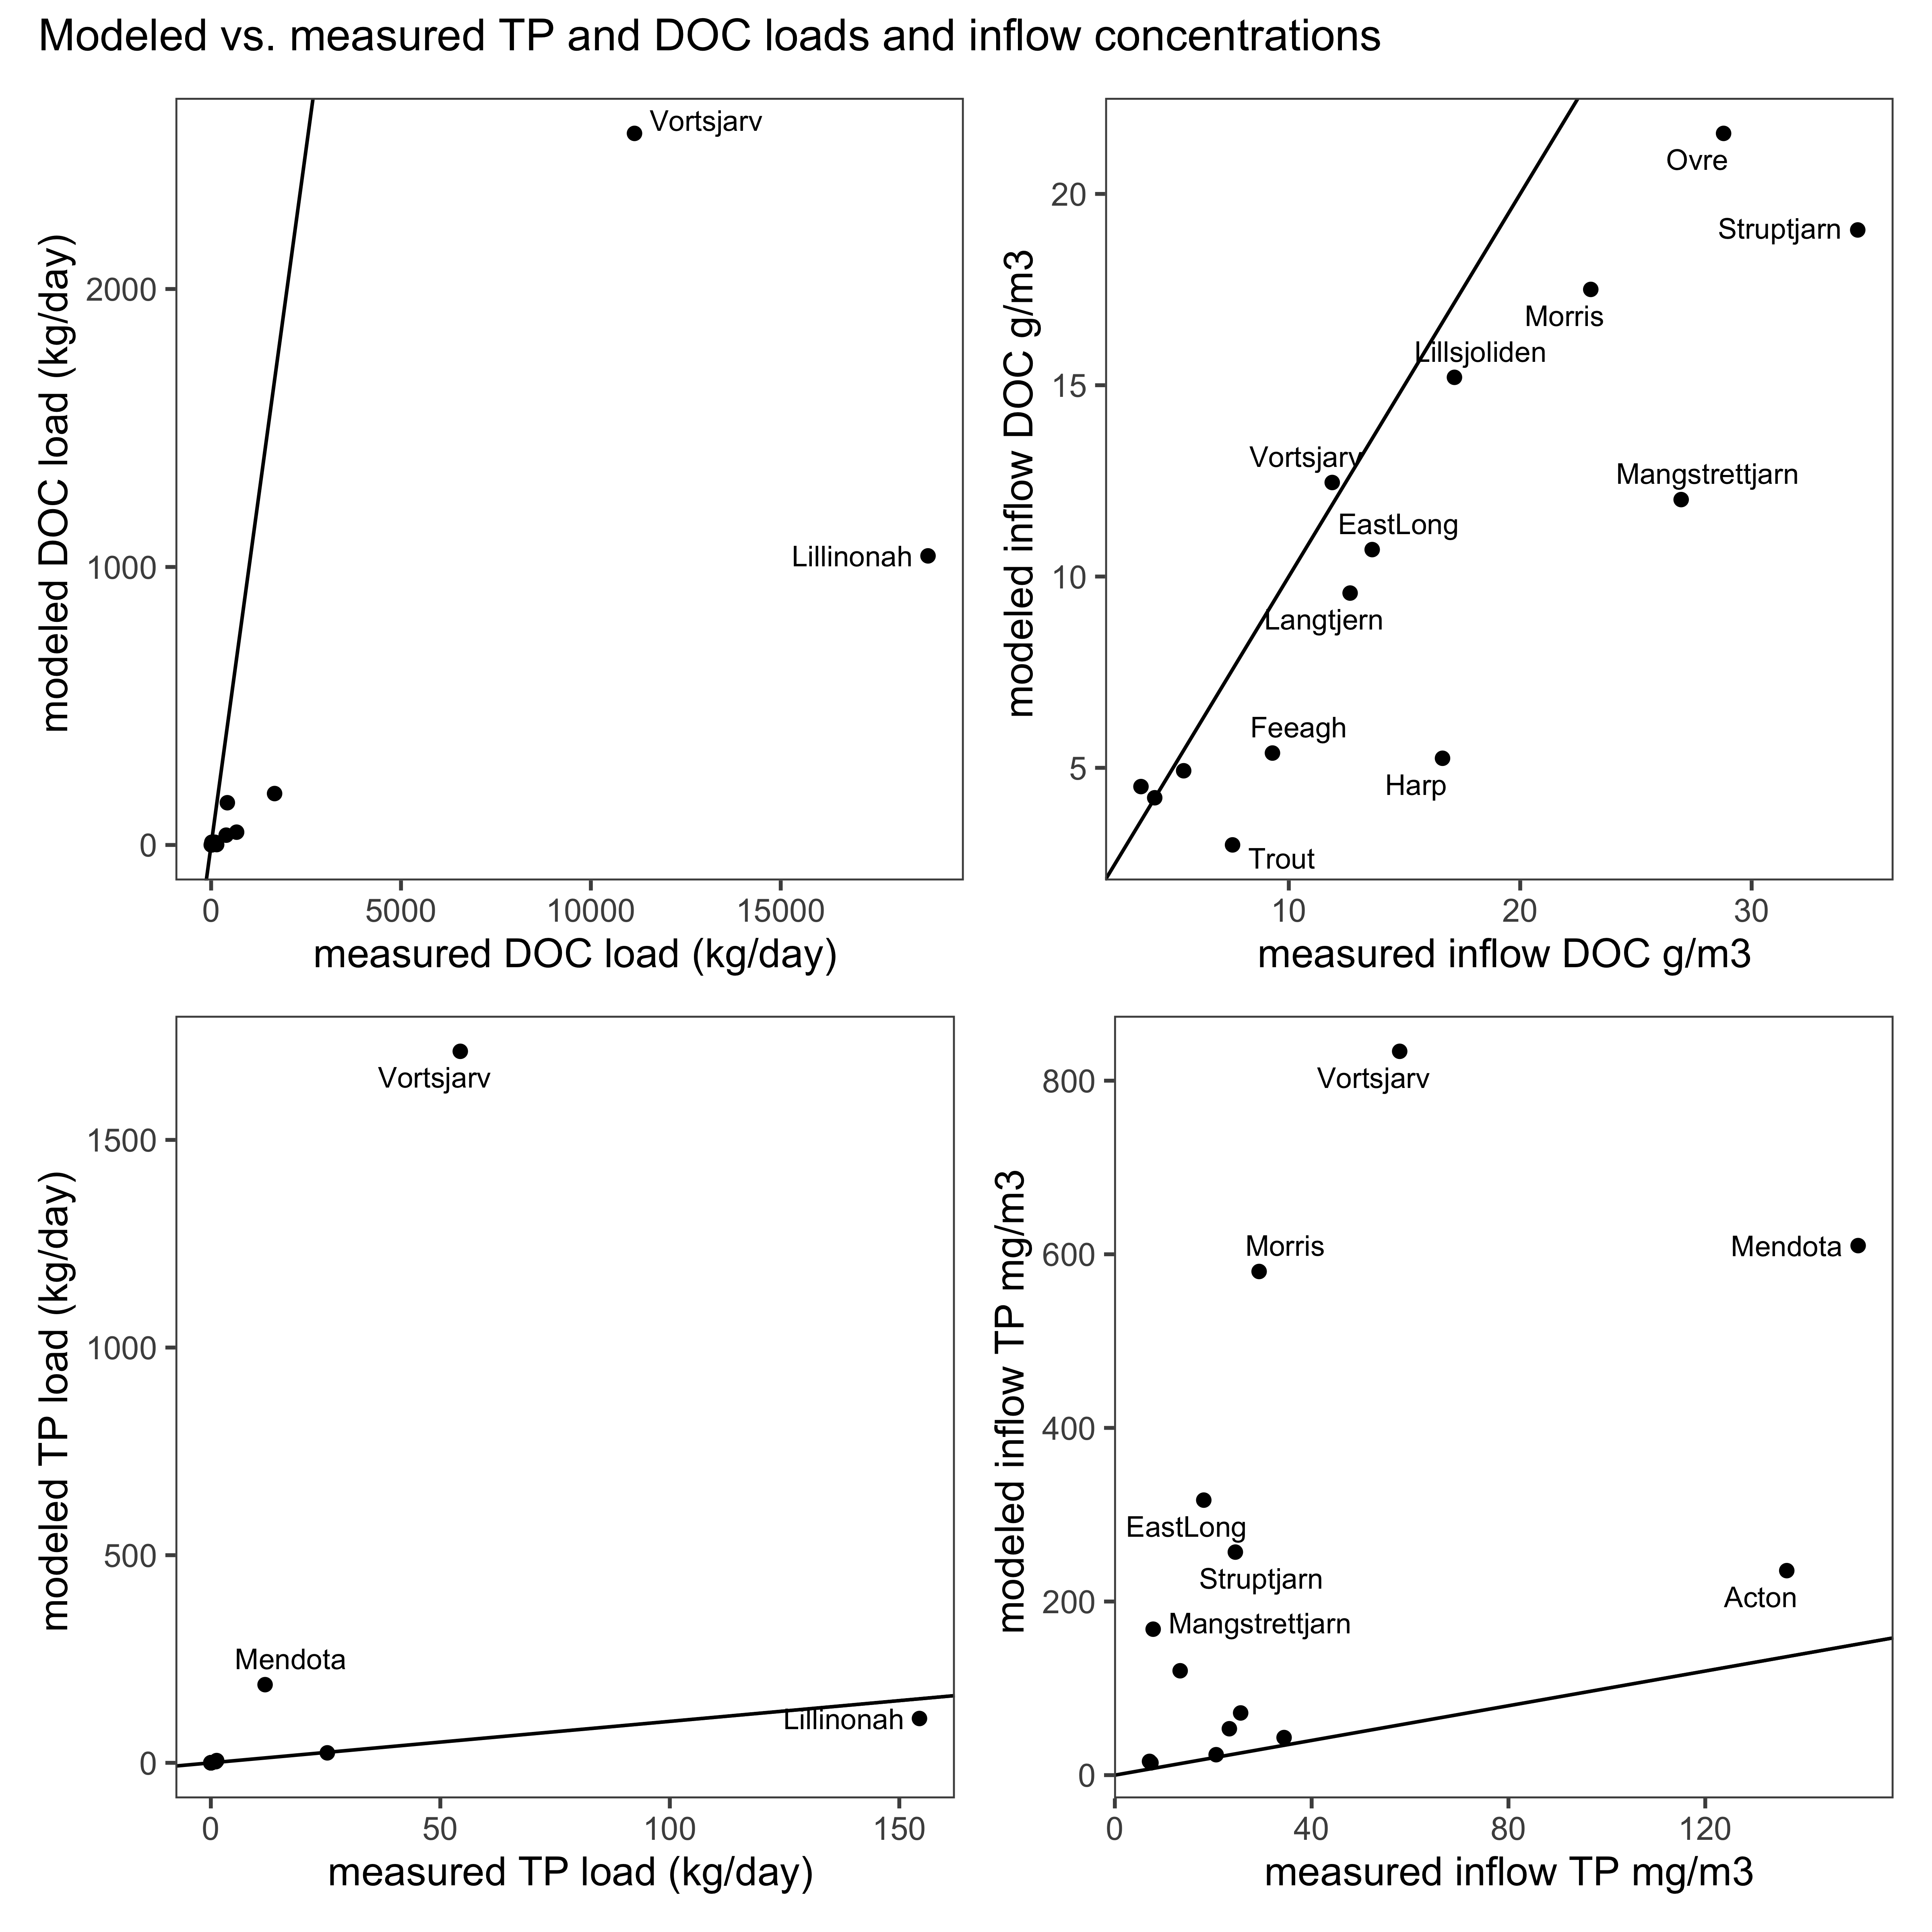 Modeled vs. measured TP and DOC loads and inflow concentrations
modeled DOC load (kg/day)
2000
1000
0
Vortsjarv
Lillinonah
0 5000 10000 15000
measured DOC load (kg/day)
modeled inflow DOC g/m3
20
15
10
5
Ovre
Struptjarn
Morris
Lillsjoliden
Vortsjarv
Mangstrettjarn
EastLong
Langtjern
Feeagh
Harp
Trout
10 20 30
measured inflow DOC g/m3
modeled TP load (kg/day)
1500
1000
500
0
Vortsjarv
Mendota
Lillinonah
0 50 100 150
measured TP load (kg/day)
modeled inflow TP mg/m3
800
600
400
200
0
Vortsjarv
Morris
Mendota
EastLong
Struptjarn
Acton
Mangstrettjarn
0 40 80 120
measured inflow TP mg/m3